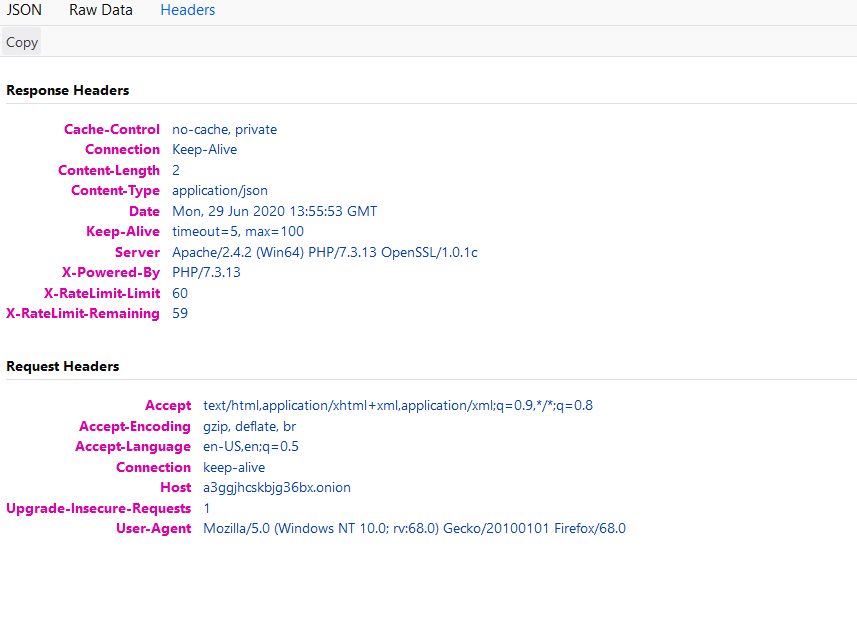 JSON Raw Data Headers
Copy
Response Headers
Cache-Control no-cache, private
Connection Keep-Alive
Content-Length 2
Content-Type application/json
Date Mon, 29 Jun 2020 13:55:53 GMT
Keep-Alive timeout=5, max=100
Server Apache/2.4.2 (Win64) PHP/7.3.13 OpenSSL/1.0.1c
X-Powered-By PHP/7.3.13
X-RateLimit-Limit 60
X-RateLimit-Remaining 59
Request Headers
Accept text/html,application/xhtml+xml,application/xml;q=0.9,*/*;q=0.8
Accept-Encoding gzip, deflate, br
Accept-Language en-US,en;q=0.5
Connection keep-alive
Host a3ggjhcskbjg36bx.onion
Upgrade-Insecure-Requests 1
User-Agent Mozilla/5.0 (Windows NT 10.0; rv:68.0) Gecko/20100101 Firefox/68.0